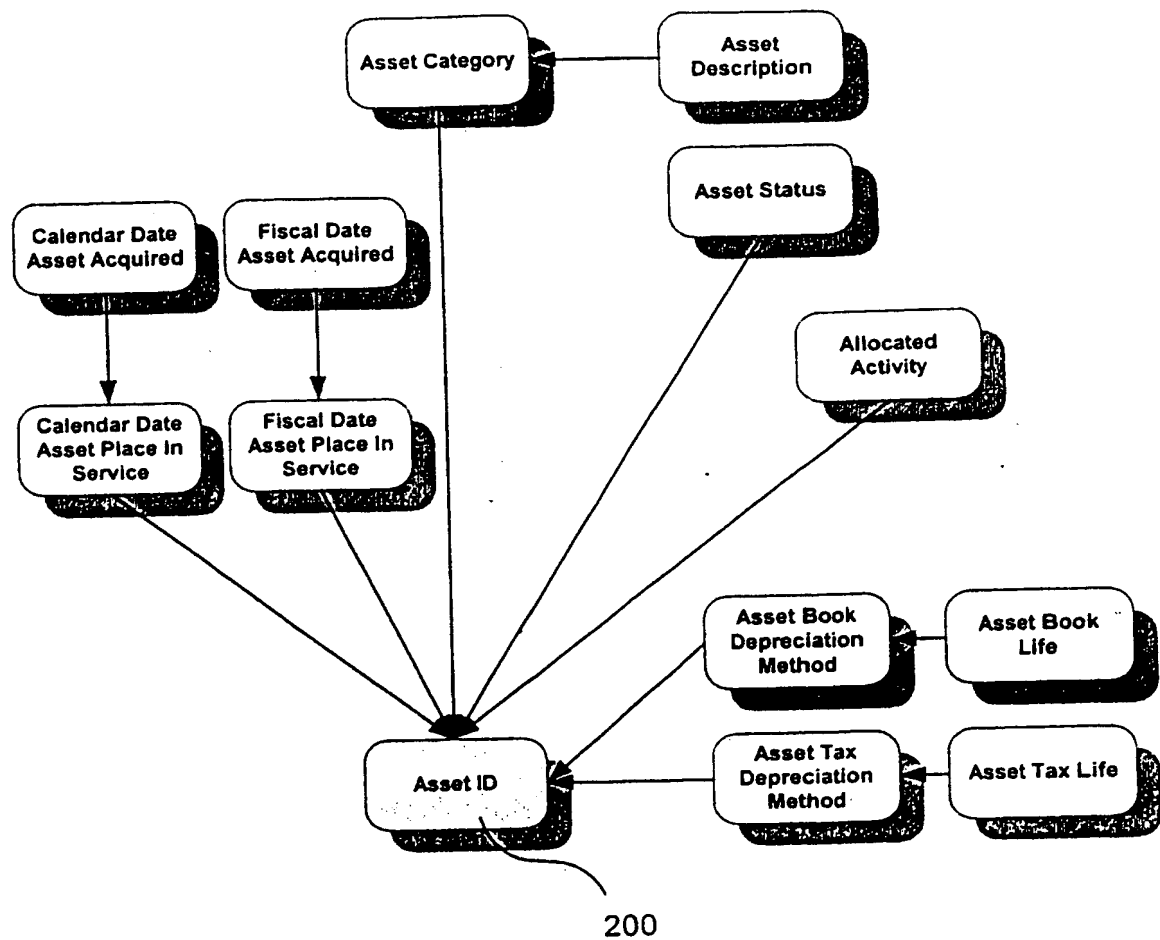 Asset Category
Asset
Description
Asset Status
Calendar Date
Asset Acquired
Fiscal Date
Asset Acquired
Allocated
Activity
Calendar Date
Asset Place In
Service
Fiscal Date
Asset Place In
Service
Asset Book
Depreciation
Method
Asset Book
Life
Asset ID
Asset Tax
Depreciation
Method
Asset Tax Life
200